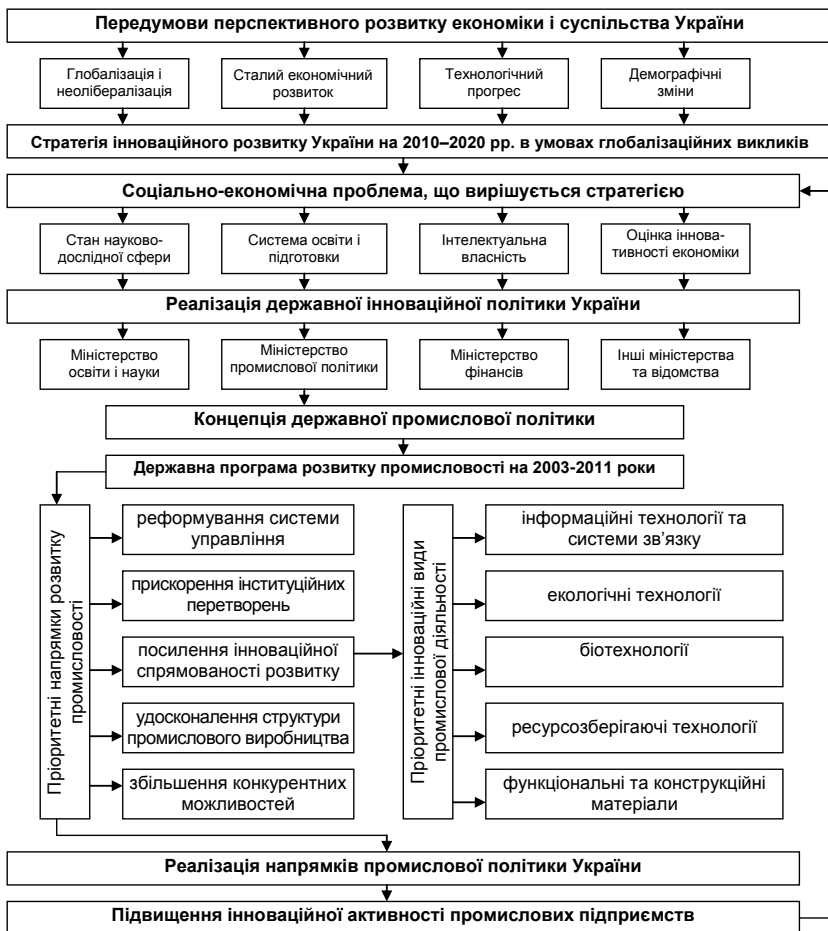 Передумови перспективного розвитку економіки і суспільства України
Глобалізація і
неолібералізація
Сталий економічний
розвиток
Технологічний
прогрес
Демографічні
зміни
Стратегія інноваційного розвитку України на 2010–2020 рр. в умовах глобалізаційних викликів
Соціально-економічна проблема, що вирішується стратегією
Стан науково-
дослідної сфери
Система освіти і
підготовки
Інтелектуальна
власність
Оцінка іннова-
тивності економіки
Реалізація державної інноваційної політики України
Міністерство
освіти і науки
Міністерство
промислової політики
Міністерство
фінансів
Інші міністерства
та відомства
Концепція державної промислової політики
Державна програма розвитку промисловості на 2003-2011 роки
Пріоритетні напрямки розвитку
промисловості
реформування системи
управління
прискорення інституційних
перетворень
посилення інноваційної
спрямованості розвитку
удосконалення структури
промислового виробництва
збільшення конкурентних
можливостей
Пріоритетні інноваційні види
промислової діяльності
інформаційні технології та
системи зв’язку
екологічні технології
біотехнології
ресурсозберігаючі технології
функціональні та конструкційні
матеріали
Реалізація напрямків промислової політики України
Підвищення інноваційної активності промислових підприємств